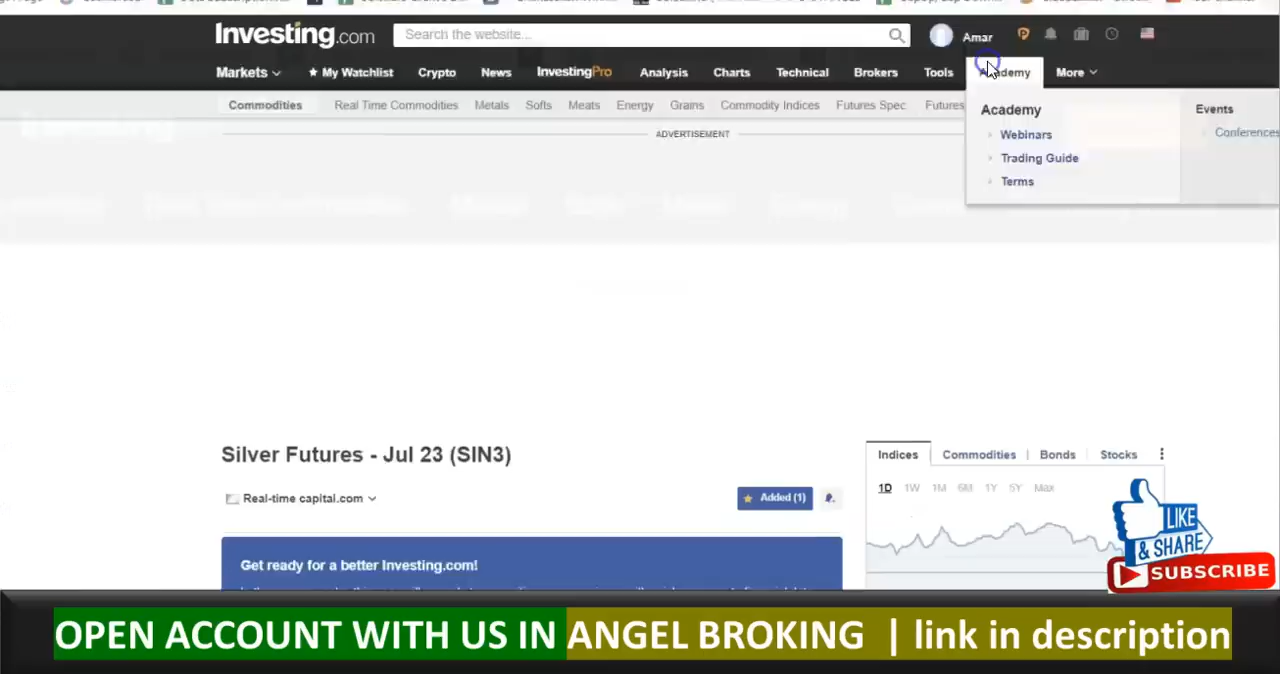 Investing.com
Search the website...
Amar
Markets
My Watchlist
Crypto
News
InvestingPro
Analysis
Charts
Technical
Brokers
Tools
Academy
More
Commodities
Real Time Commodities
Metals
Softs
Meats
Energy
Grains
Commodity Indices
Futures Spec
Futures
Academy
Webinars
Trading Guide
Terms
Events
Conferences
ADVERTISEMENT
Silver Futures - Jul 23 (SIN3)
Real-time capital.com
Added (1)
Get ready for a better Investing.com!
Indices
Commodities
Bonds
Stocks
1D
1W
1M
6M
1Y
5Y
Max
LIKE
& SHARE
SUBSCRIBE
OPEN ACCOUNT WITH US IN ANGEL BROKING | link in description